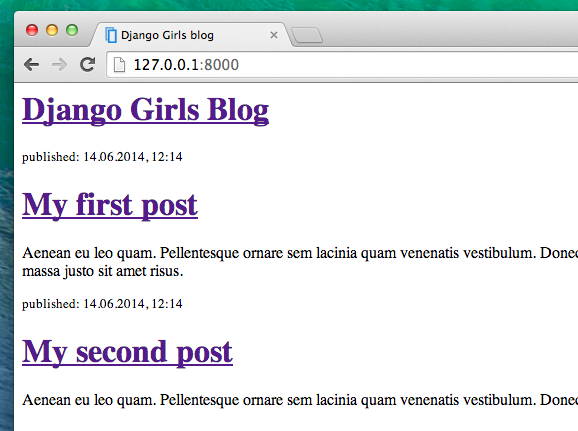 Django Girls blog
127.0.0.1:8000
Django Girls Blog
published: 14.06.2014, 12:14
My first post
Aenean eu leo quam. Pellentesque ornare sem lacinia quam venenatis vestibulum. Donec
massa justo sit amet risus.
published: 14.06.2014, 12:14
My second post
Aenean eu leo quam. Pellentesque ornare sem lacinia quam venenatis vestibulum. Donec